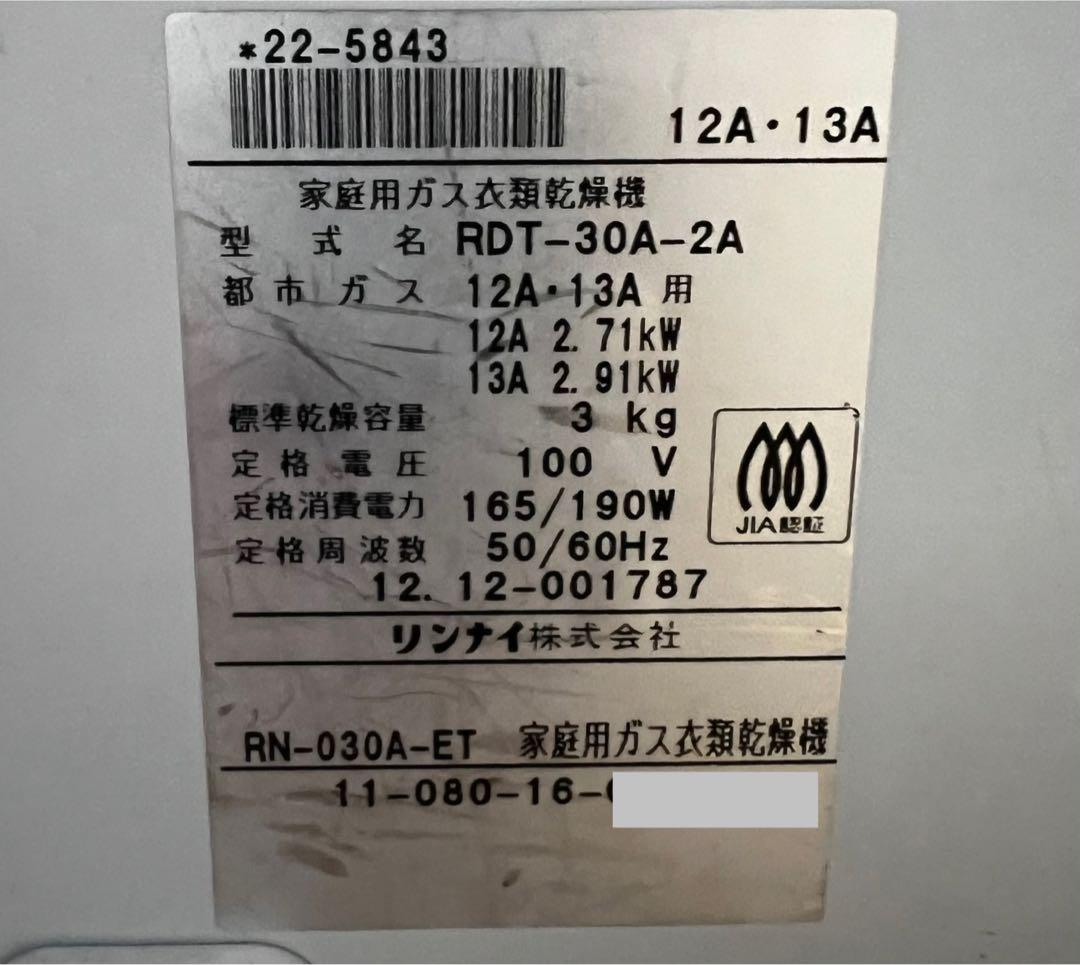 *22-5843
12A・13A
家庭用ガス衣類乾燥機
型式名 RDT-30A-2A
都市ガス 12A・13A 用
12A 2.71kW
13A 2.91kW
標準乾燥容量 3 kg
定格電圧 100 V
定格消費電力 165/190W
定格周波数 50/60Hz
JIA認証
12.12-001787
リンナイ株式会社
RN-030A-ET 家庭用ガス衣類乾燥機
11-080-16-